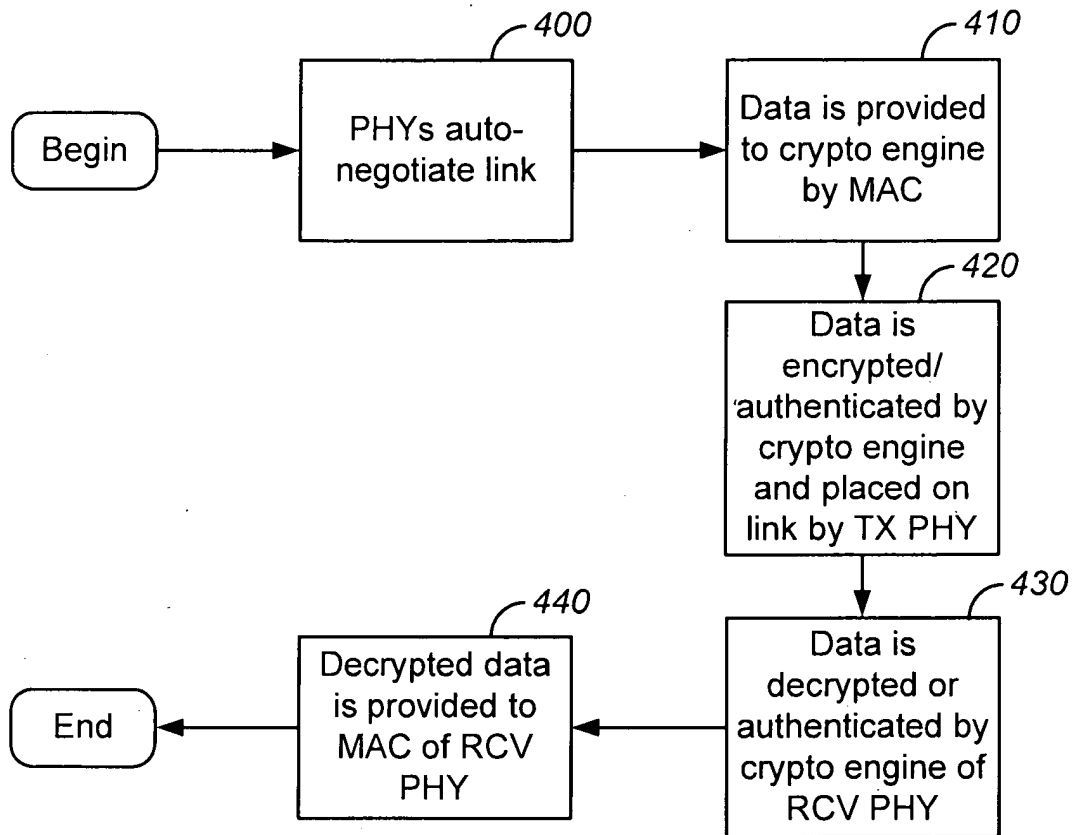 Begin
400
PHYs auto-
negotiate link
410
Data is provided
to crypto engine
by MAC
420
Data is
encrypted/
authenticated by
crypto engine
and placed on
link by TX PHY
430
Data is
decrypted or
authenticated by
crypto engine of
RCV PHY
440
Decrypted data
is provided to
MAC of RCV
PHY
End